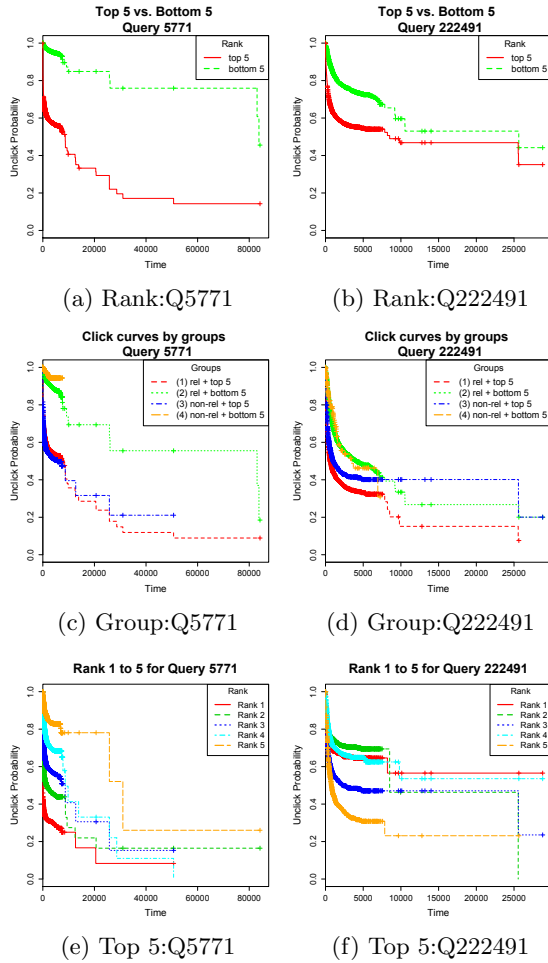 Top 5 vs. Bottom 5
Query 5771
Rank
top 5
bottom 5
Unclick Probability
0.0 0.2 0.4 0.6 0.8 1.0
0 20000 40000 60000 80000
Time
(a) Rank:Q5771
Top 5 vs. Bottom 5
Query 222491
Rank
top 5
bottom 5
Unclick Probability
0.0 0.2 0.4 0.6 0.8 1.0
0 5000 10000 15000 20000 25000
Time
(b) Rank:Q222491
Click curves by groups
Query 5771
Groups
(1) rel + top 5
(2) rel + bottom 5
(3) non-rel + top 5
(4) non-rel + bottom 5
Unclick Probability
0.0 0.2 0.4 0.6 0.8 1.0
0 20000 40000 60000 80000
Time
(c) Group:Q5771
Click curves by groups
Query 222491
Groups
(1) rel + top 5
(2) rel + bottom 5
(3) non-rel + top 5
(4) non-rel + bottom 5
Unclick Probability
0.0 0.2 0.4 0.6 0.8 1.0
0 5000 10000 15000 20000 25000
Time
(d) Group:Q222491
Rank 1 to 5 for Query 5771
Rank
Rank 1
Rank 2
Rank 3
Rank 4
Rank 5
Unclick Probability
0.0 0.2 0.4 0.6 0.8 1.0
0 20000 40000 60000 80000
Time
(e) Top 5:Q5771
Rank 1 to 5 for Query 222491
Rank
Rank 1
Rank 2
Rank 3
Rank 4
Rank 5
Unclick Probability
0.0 0.2 0.4 0.6 0.8 1.0
0 5000 10000 15000 20000 25000
Time
(f) Top 5:Q222491